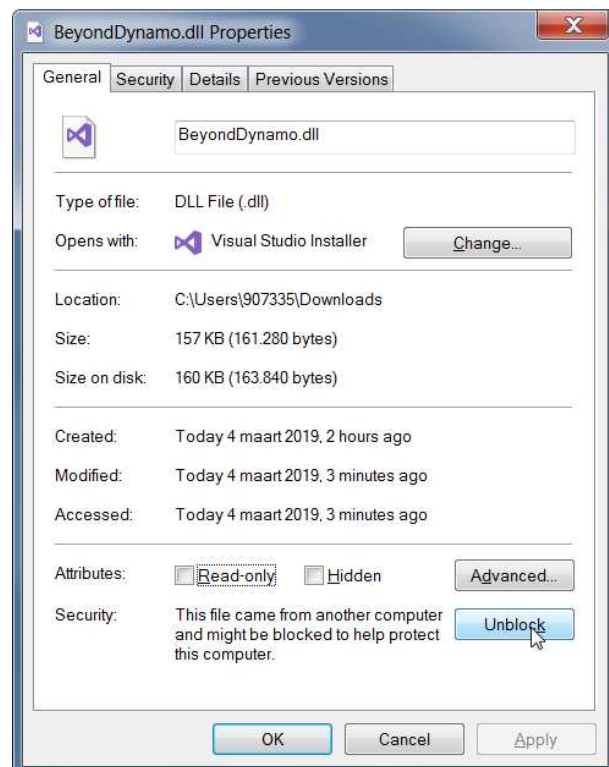 BeyondDynamo.dll Properties
General Security Details Previous Versions
BeyondDynamo.dll
Type of file: DLL File (.dll)
Opens with: Visual Studio Installer Change...
Location: C:\Users\907335\Downloads
Size: 157 KB (161.280 bytes)
Size on disk: 160 KB (163.840 bytes)
Created: Today 4 maart 2019, 2 hours ago
Modified: Today 4 maart 2019, 3 minutes ago
Accessed: Today 4 maart 2019, 3 minutes ago
Attributes: Read-only Hidden Advanced...
Security: This file came from another computer
and might be blocked to help protect
this computer.
Unblock
OK Cancel Apply